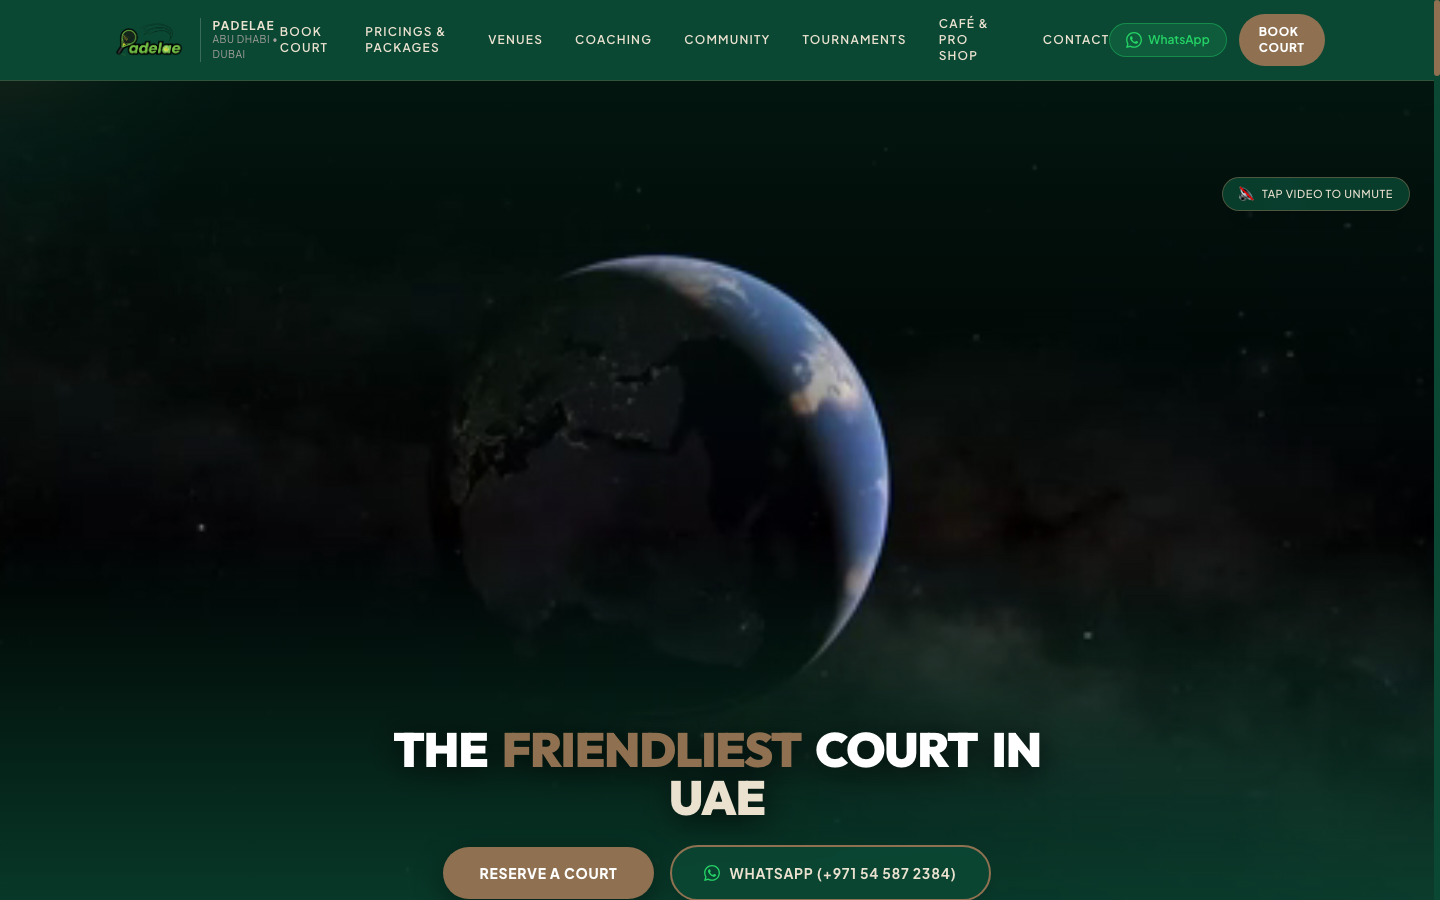 Padelae
PADELAE
ABU DHABI •
DUBAI
BOOK
COURT
PRICINGS &
PACKAGES
VENUES
COACHING
COMMUNITY
TOURNAMENTS
CAFÉ &
PRO
SHOP
CONTACT
WhatsApp
BOOK
COURT
TAP VIDEO TO UNMUTE
THE FRIENDLIEST COURT IN
UAE
RESERVE A COURT
WHATSAPP (+971 54 587 2384)